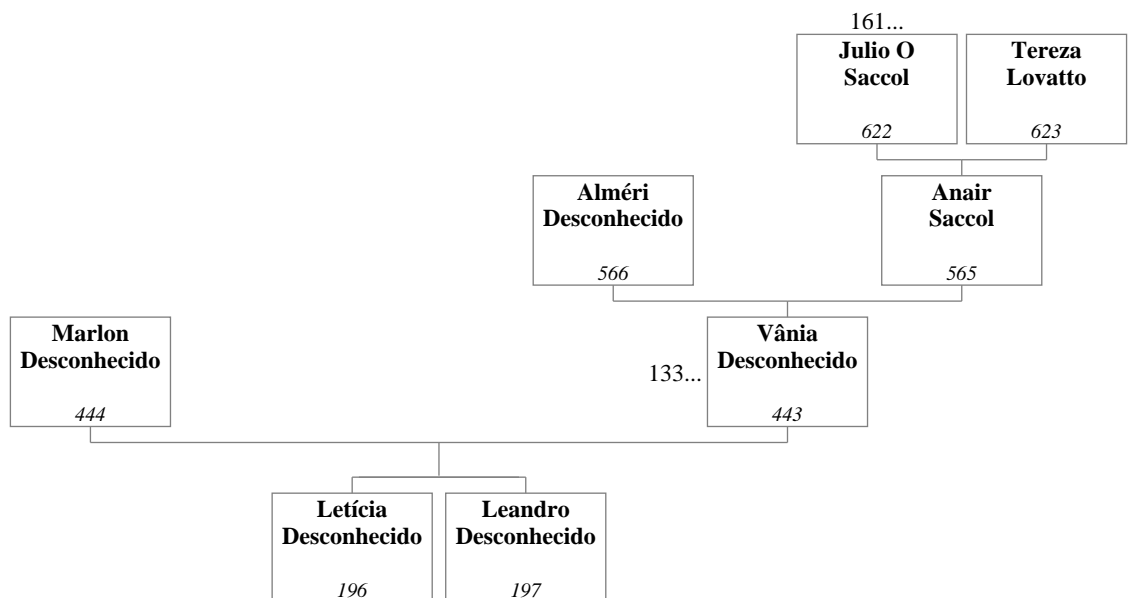 161...
Julio O
Saccol
622
Tereza
Lovatto
623
Alméri
Desconhecido
566
Anair
Saccol
565
Marlon
Desconhecido
444
133...
Vânia
Desconhecido
443
Letícia
Desconhecido
196
Leandro
Desconhecido
197